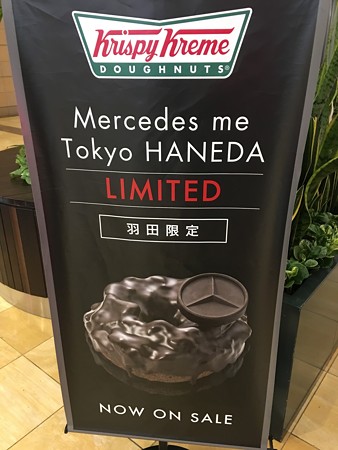 Krispy Kreme
DOUGHNUTS®
Mercedes me
Tokyo HANEDA
LIMITED
羽田限定
NOW ON SALE